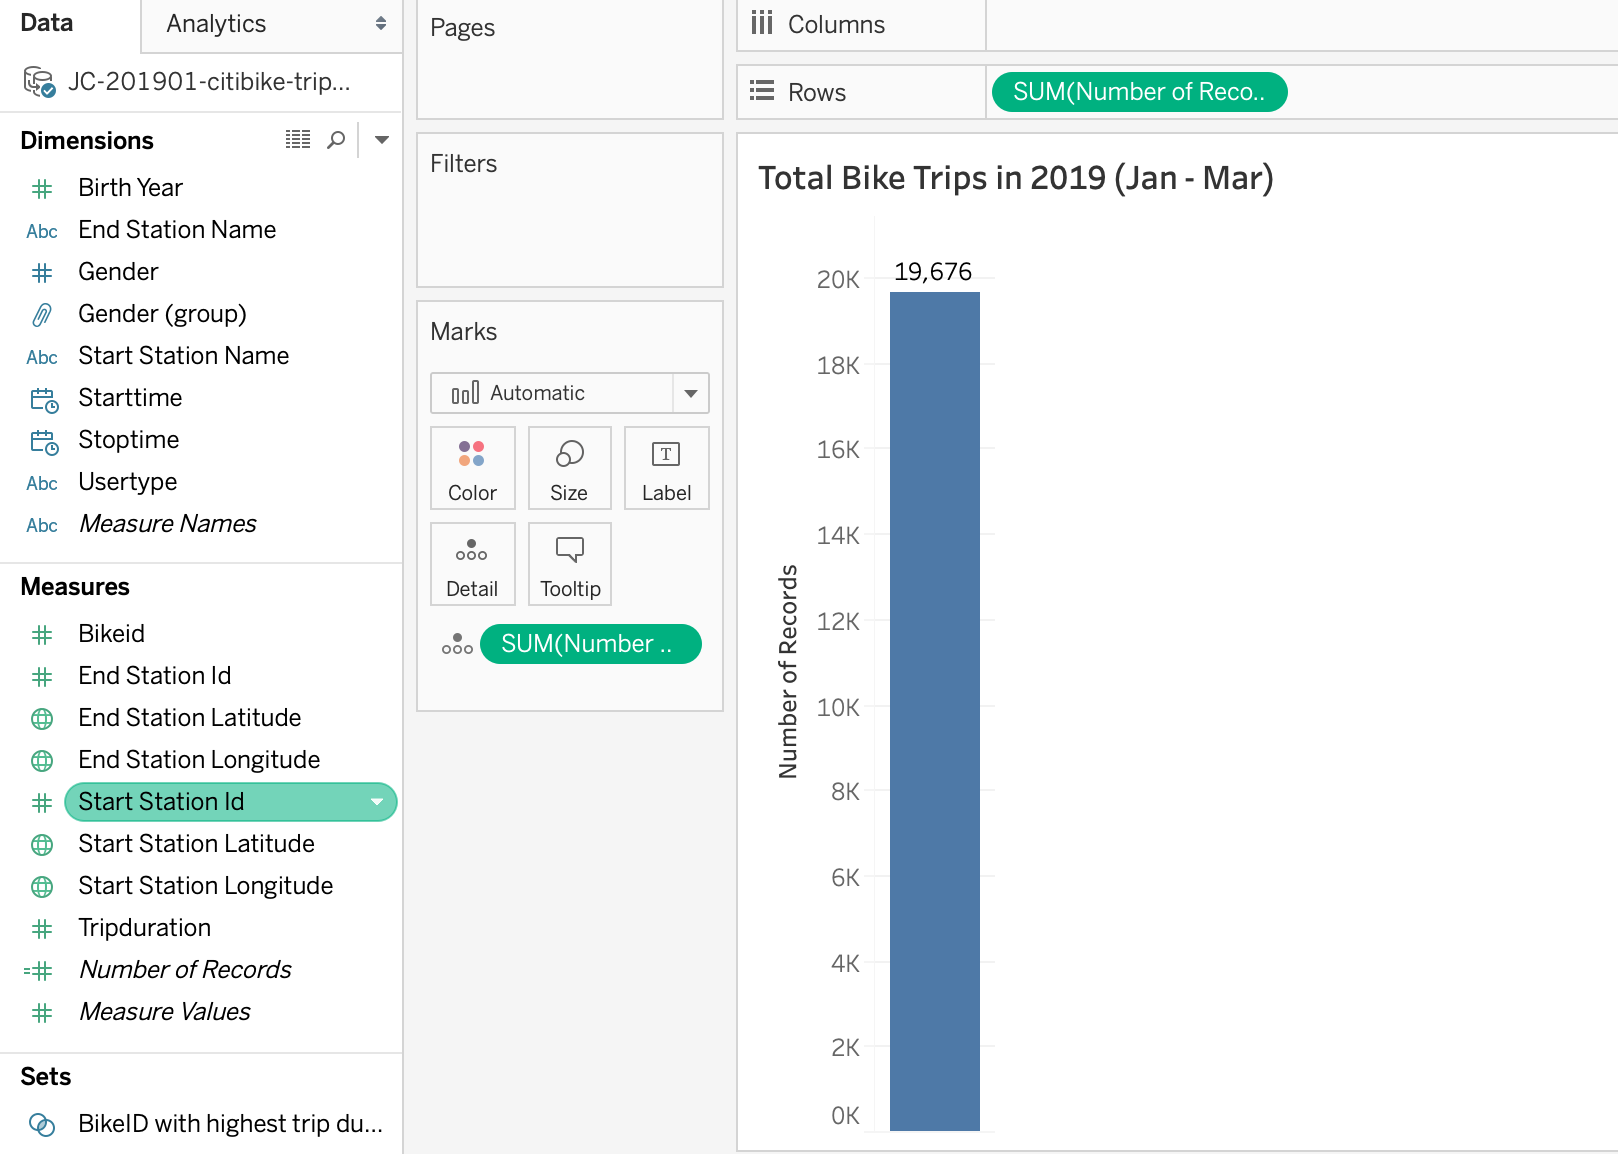 Data
Analytics
JC-201901-citibike-trip...
Dimensions
Birth Year
Abc End Station Name
Gender
Gender (group)
Abc Start Station Name
Starttime
Stoptime
Abc Usertype
Abc Measure Names
Measures
Bikeid
End Station Id
End Station Latitude
End Station Longitude
Start Station Id
Start Station Latitude
Start Station Longitude
Tripduration
Number of Records
Measure Values
Sets
BikeID with highest trip du...
Pages
Filters
Marks
Automatic
Color
Size
T
Label
Detail
Tooltip
SUM(Number ..
Columns
Rows
SUM(Number of Reco..
Total Bike Trips in 2019 (Jan - Mar)
Number of Records
19,676
20K
18K
16K
14K
12K
10K
8K
6K
4K
2K
0K